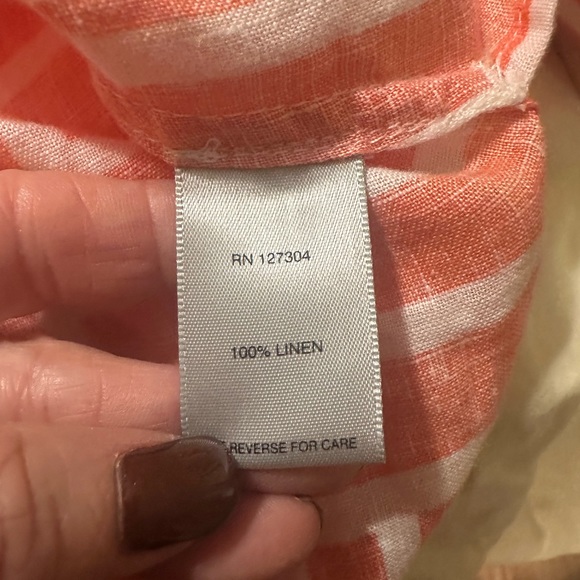 RN 127304
100% LINEN
REVERSE FOR CARE